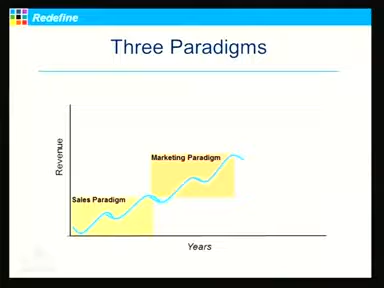 Redefine
Three Paradigms
Marketing Paradigm
Revenue
Sales Paradigm
Years